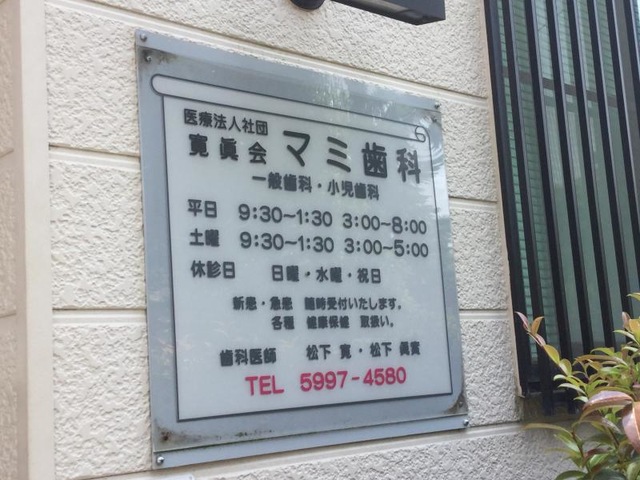 医療法人社団
寛眞会 マミ歯科
一般歯科・小児歯科
平日 9:30～1:30 3:00～8:00
土曜 9:30～1:30 3:00～5:00
休診日 日曜・水曜・祝日
新患・急患 随時受付いたします。
各種 健康保険 取扱い。
歯科医師 松下 寛・松下 眞実
TEL 5997-4580